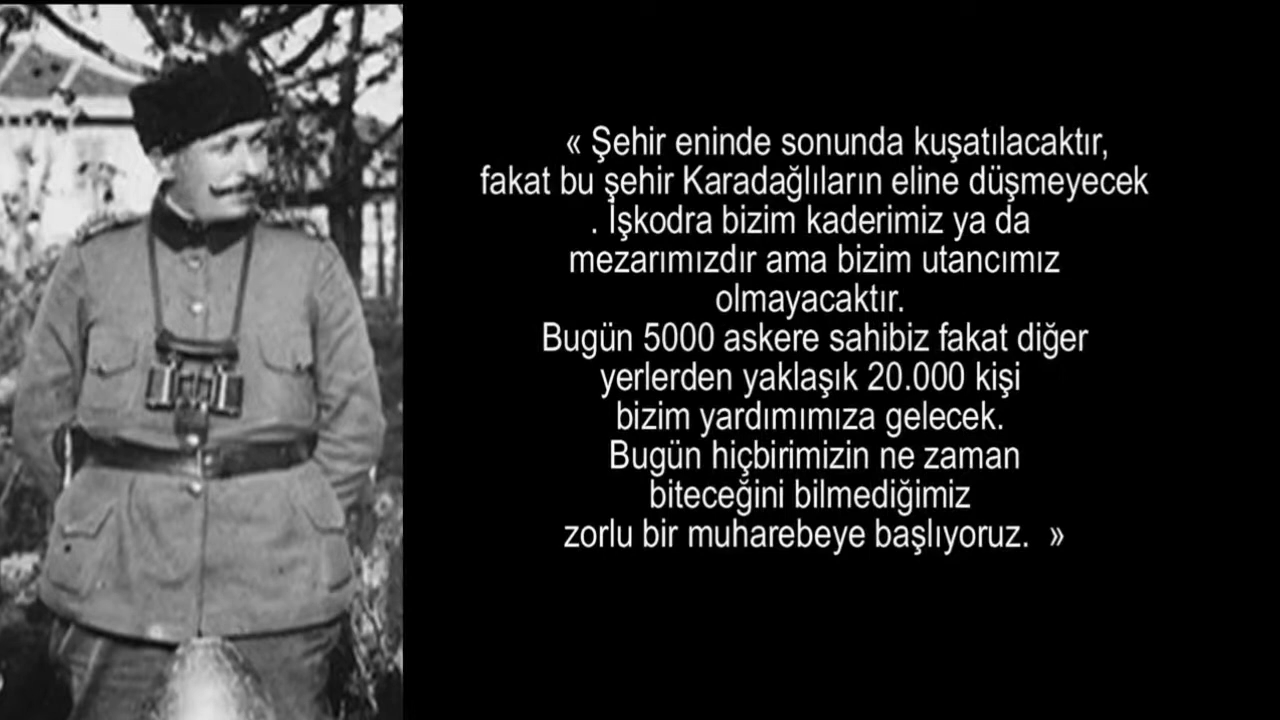 « Şehir eninde sonunda kuşatılacaktır,
fakat bu şehir Karadağlıların eline düşmeyecek
. İşkodra bizim kaderimiz ya da
mezarımızdır ama bizim utancımız
olmayacaktır.
Bugün 5000 askere sahibiz fakat diğer
yerlerden yaklaşık 20.000 kişi
bizim yardımımıza gelecek.
Bugün hiçbirimizin ne zaman
biteceğini bilmediğimiz
zorlu bir muharebeye başlıyoruz. »